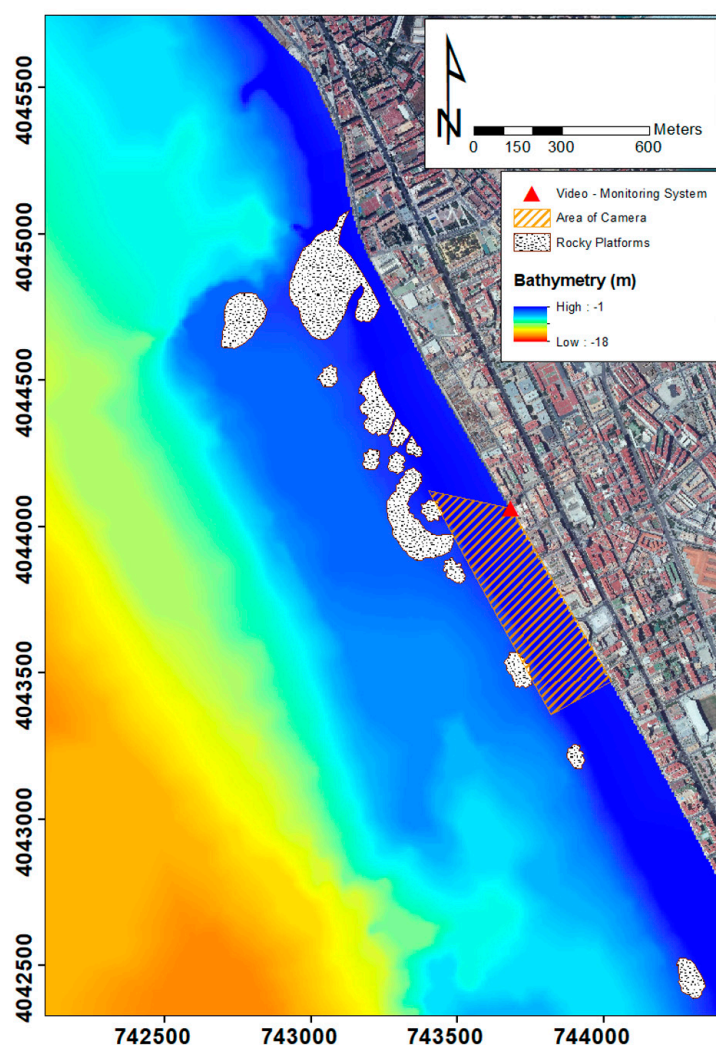 N
Meters
0 150 300 600
Video - Monitoring System
Area of Camera
Rocky Platforms
Bathymetry (m)
High : -1
Low : -18
4045500
4045000
4044500
4044000
4043500
4043000
4042500
742500 743000 743500 744000